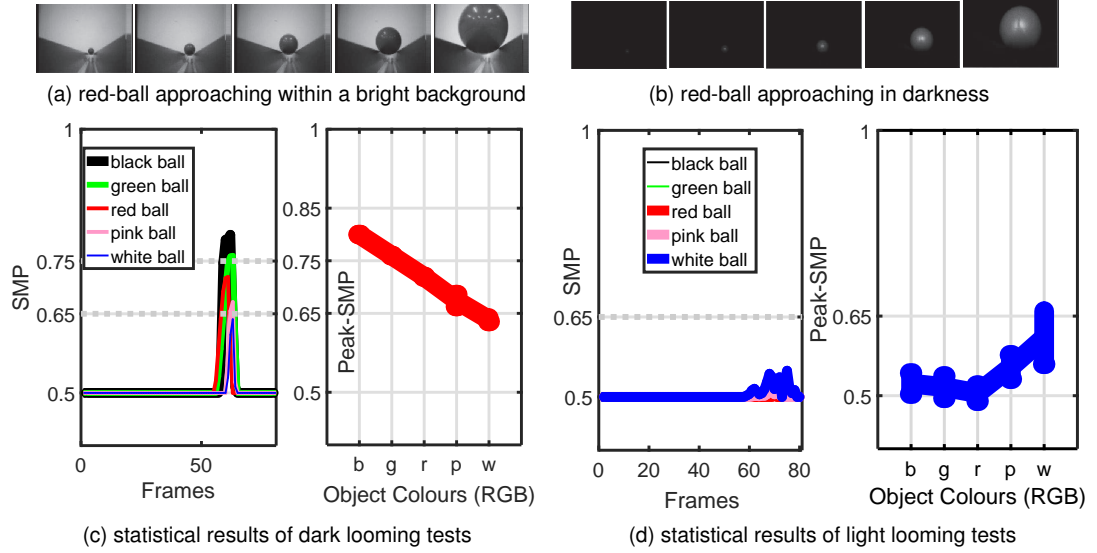 (a) red-ball approaching within a bright background
(b) red-ball approaching in darkness
1
0.75
0.65
0.5
SMP
black ball
green ball
red ball
pink ball
white ball
0
50
Frames
1
0.85
0.75
0.65
0.5
Peak-SMP
b g r p w
Object Colours (RGB)
(c) statistical results of dark looming tests
1
0.65
0.5
SMP
black ball
green ball
red ball
pink ball
white ball
0 20 40 60 80
Frames
1
0.65
0.5
Peak-SMP
b g r p w
Object Colours (RGB)
(d) statistical results of light looming tests